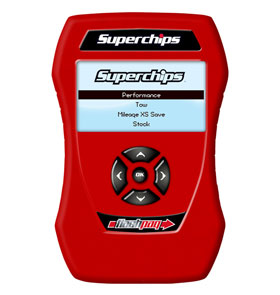 Superchips
Superchips
Performance
Tow
Mileage XS Save
Stock
OK
flashpaq